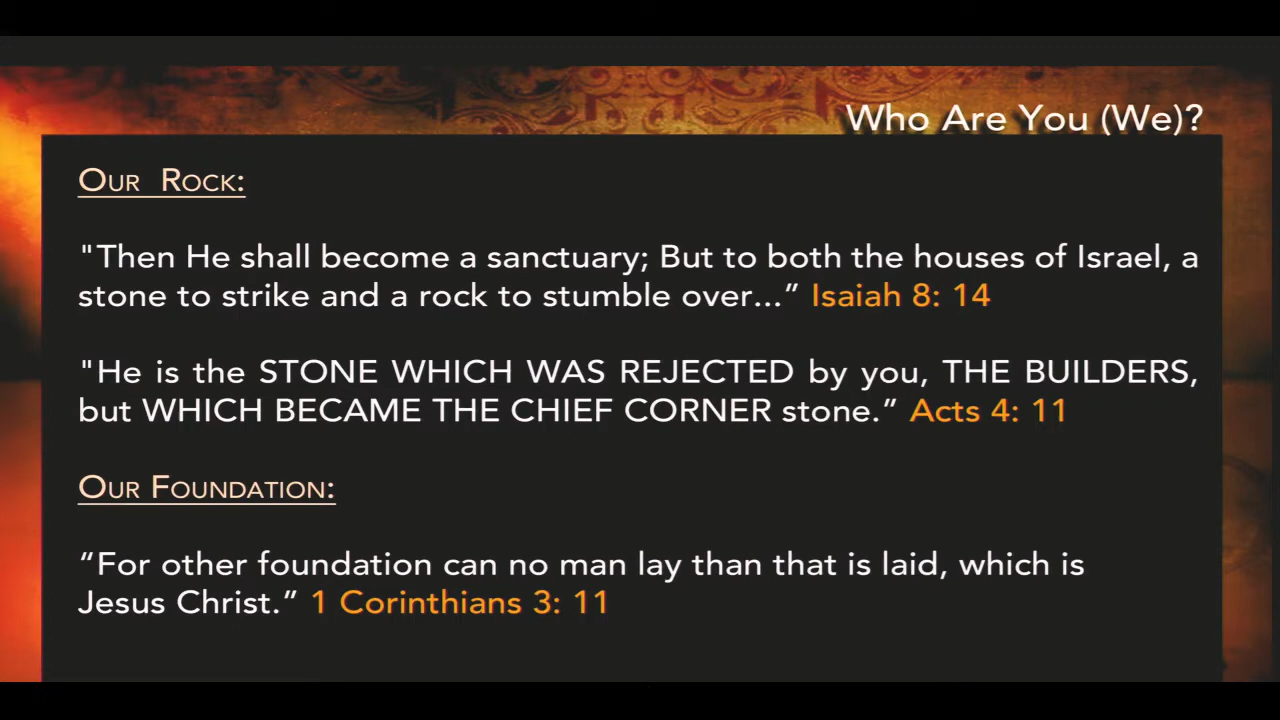 Who Are You (We)?
Our Rock:
"Then He shall become a sanctuary; But to both the houses of Israel, a
stone to strike and a rock to stumble over...” Isaiah 8: 14
"He is the STONE WHICH WAS REJECTED by you, THE BUILDERS,
but WHICH BECAME THE CHIEF CORNER stone.” Acts 4: 11
Our Foundation:
“For other foundation can no man lay than that is laid, which is
Jesus Christ.” 1 Corinthians 3: 11